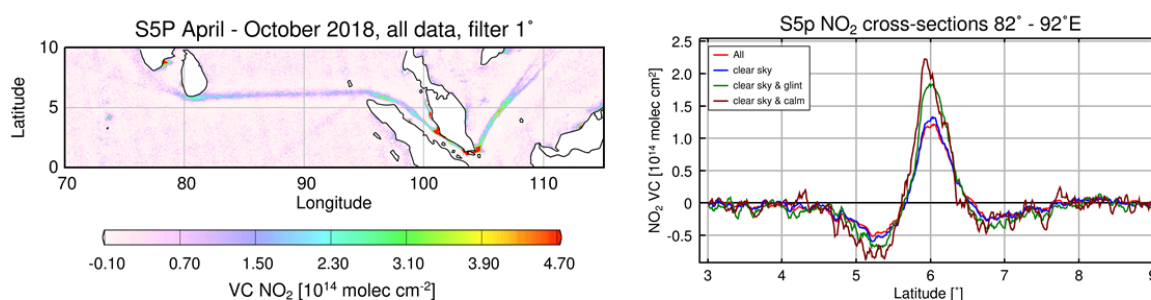 S5P April - October 2018, all data, filter 1˚
Latitude
10
5
0
70 80 90 100 110
Longitude
-0.10 0.70 1.50 2.30 3.10 3.90 4.70
VC NO₂ [10¹⁴ molec cm⁻²]
S5p NO₂ cross-sections 82˚ - 92˚E
NO₂ VC [10¹⁴ molec cm²]
2.5
2.0
1.5
1.0
0.5
0
-0.5
All
clear sky
clear sky & glint
clear sky & calm
3 4 5 6 7 8 9
Latitude [˚]